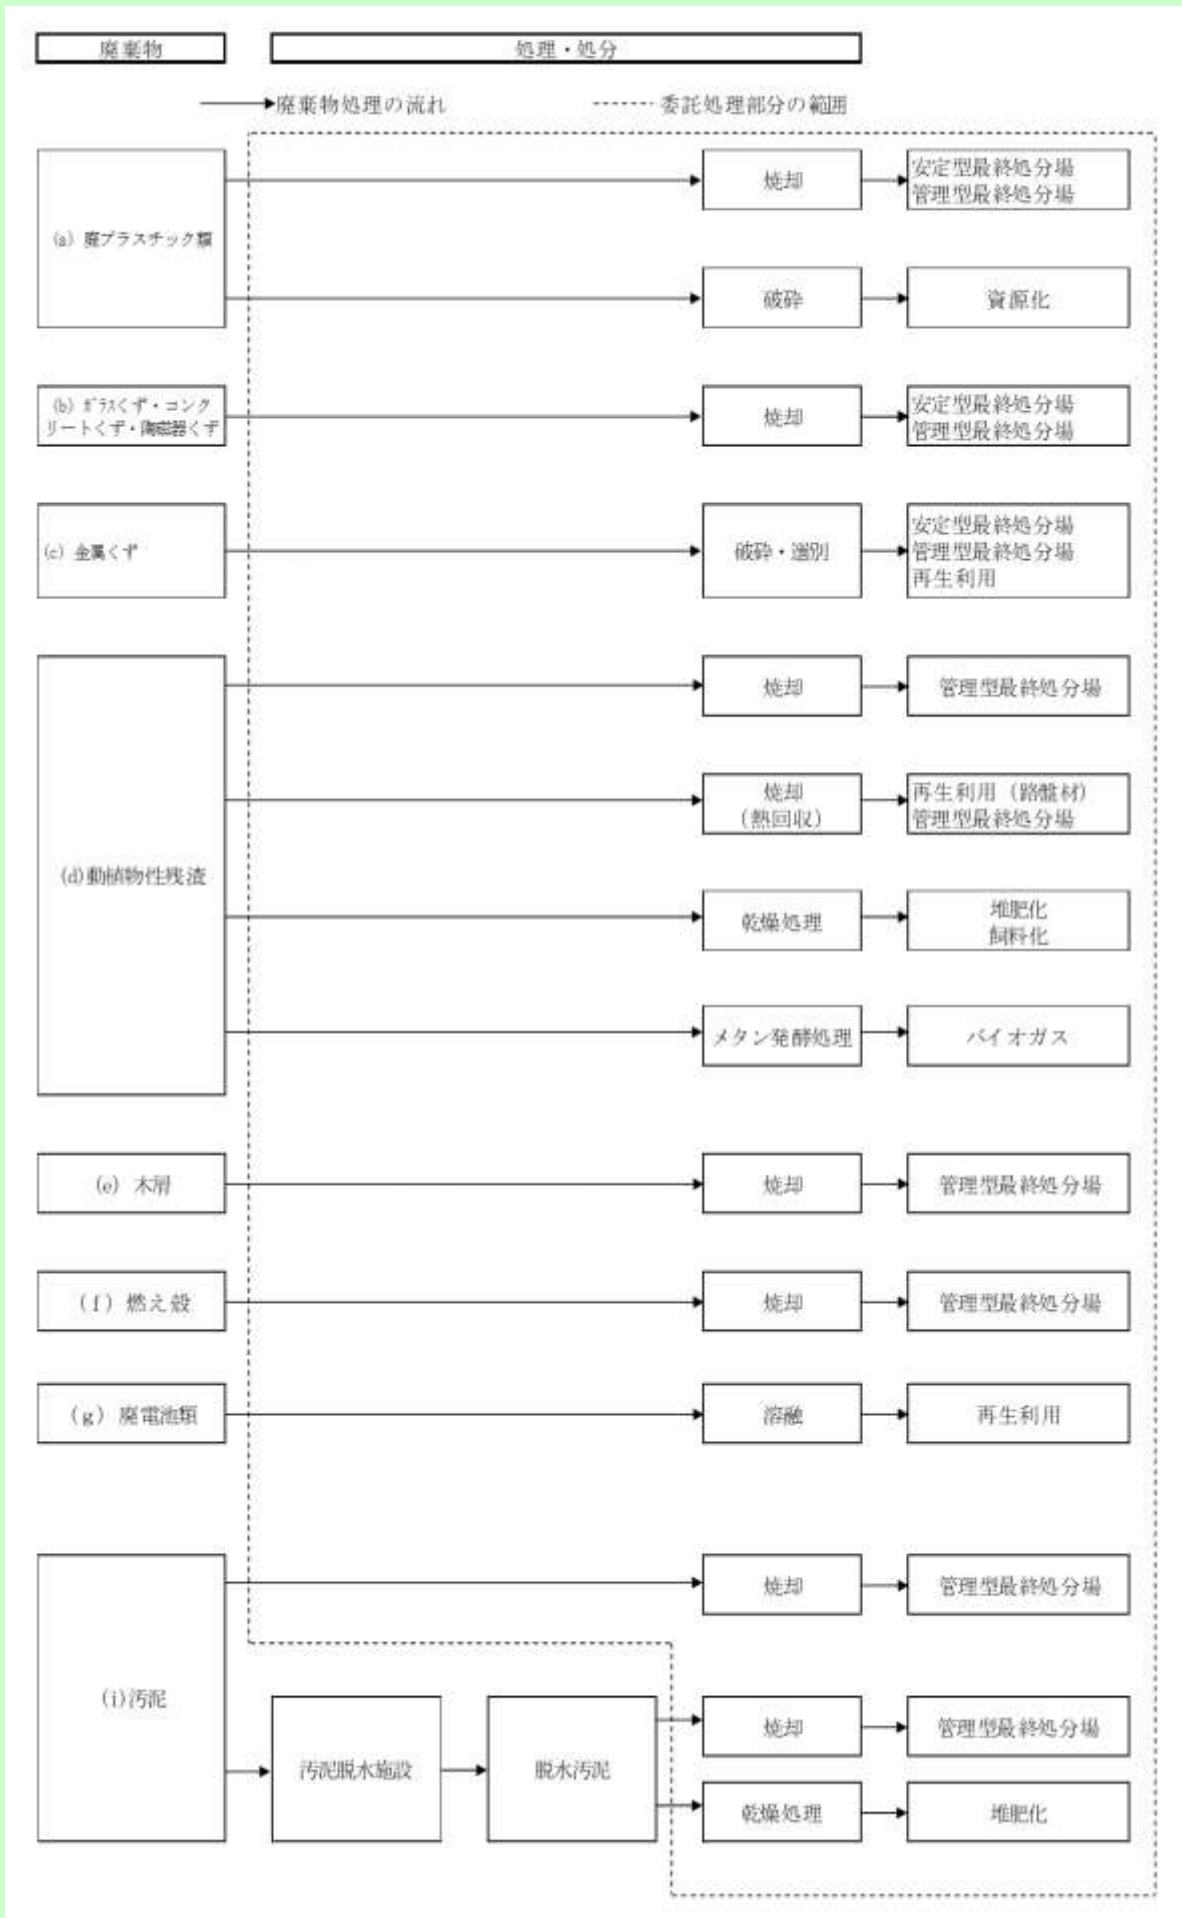 廃棄物
処理・処分
廃棄物処理の流れ
委託処理部分の範囲
(a) 廃プラスチック類
焼却
安定型最終処分場
管理型最終処分場
破砕
資源化
(b) ガラスくず・コンク
リートくず・陶磁器くず
焼却
安定型最終処分場
管理型最終処分場
(c) 金属くず
破砕・選別
安定型最終処分場
管理型最終処分場
再生利用
(d)動植物性残渣
焼却
管理型最終処分場
焼却
(熱回収)
再生利用 (路盤材)
管理型最終処分場
乾燥処理
堆肥化
飼料化
メタン発酵処理
バイオガス
(e) 木屑
焼却
管理型最終処分場
(f) 燃え殻
焼却
管理型最終処分場
(g) 廃電池類
溶融
再生利用
(i)汚泥
焼却
管理型最終処分場
汚泥脱水施設
脱水汚泥
焼却
管理型最終処分場
乾燥処理
堆肥化